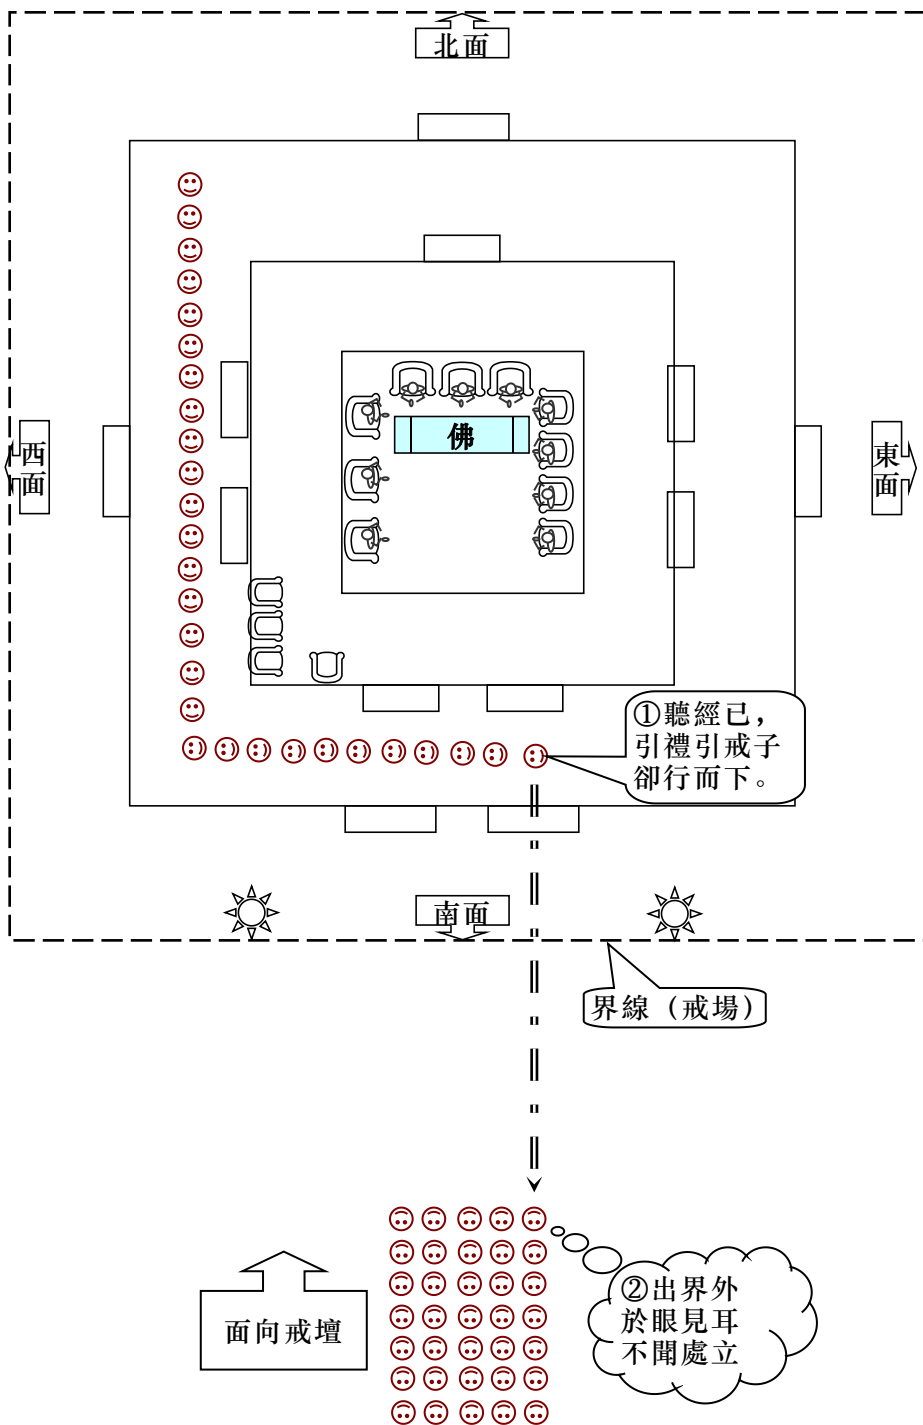 北面
西
面
東
面
佛
①聽經已，
引禮引戒子
卻行而下。
南面
界線（戒場）
②出界外
於眼見耳
不聞處立
面向戒壇